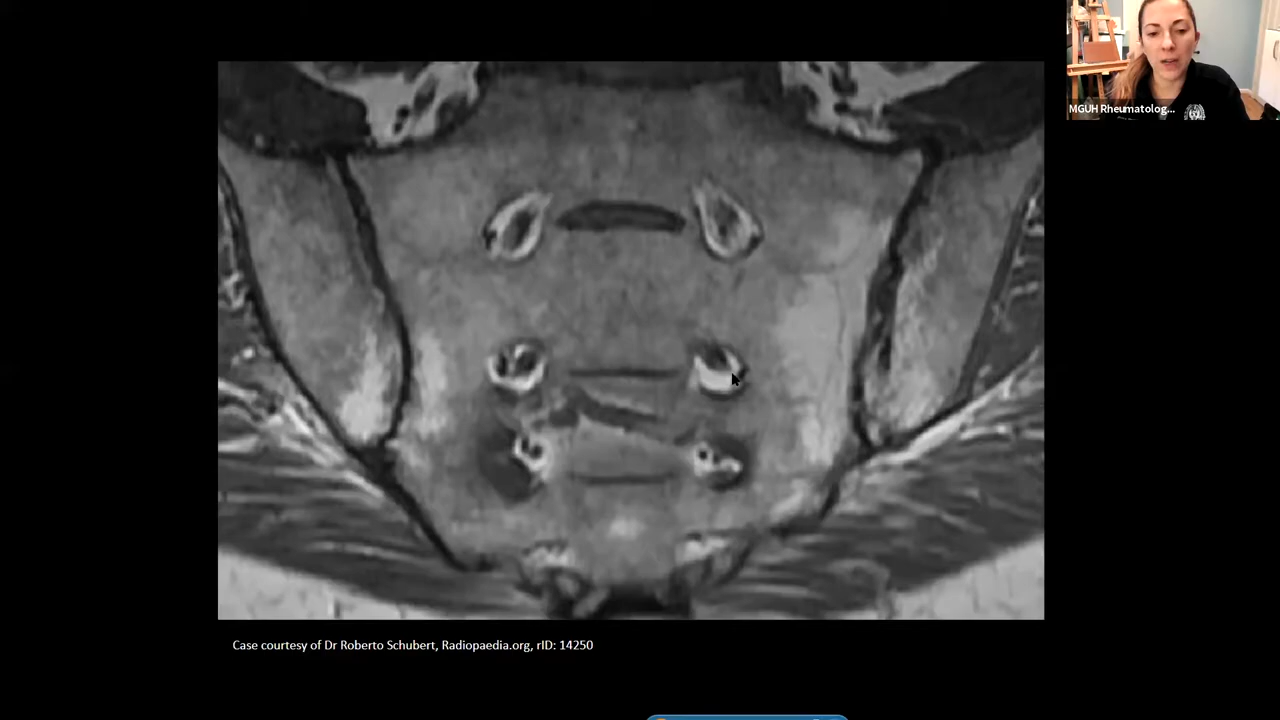 MGUH Rheumatolog...
Case courtesy of Dr Roberto Schubert, Radiopaedia.org, rID: 14250